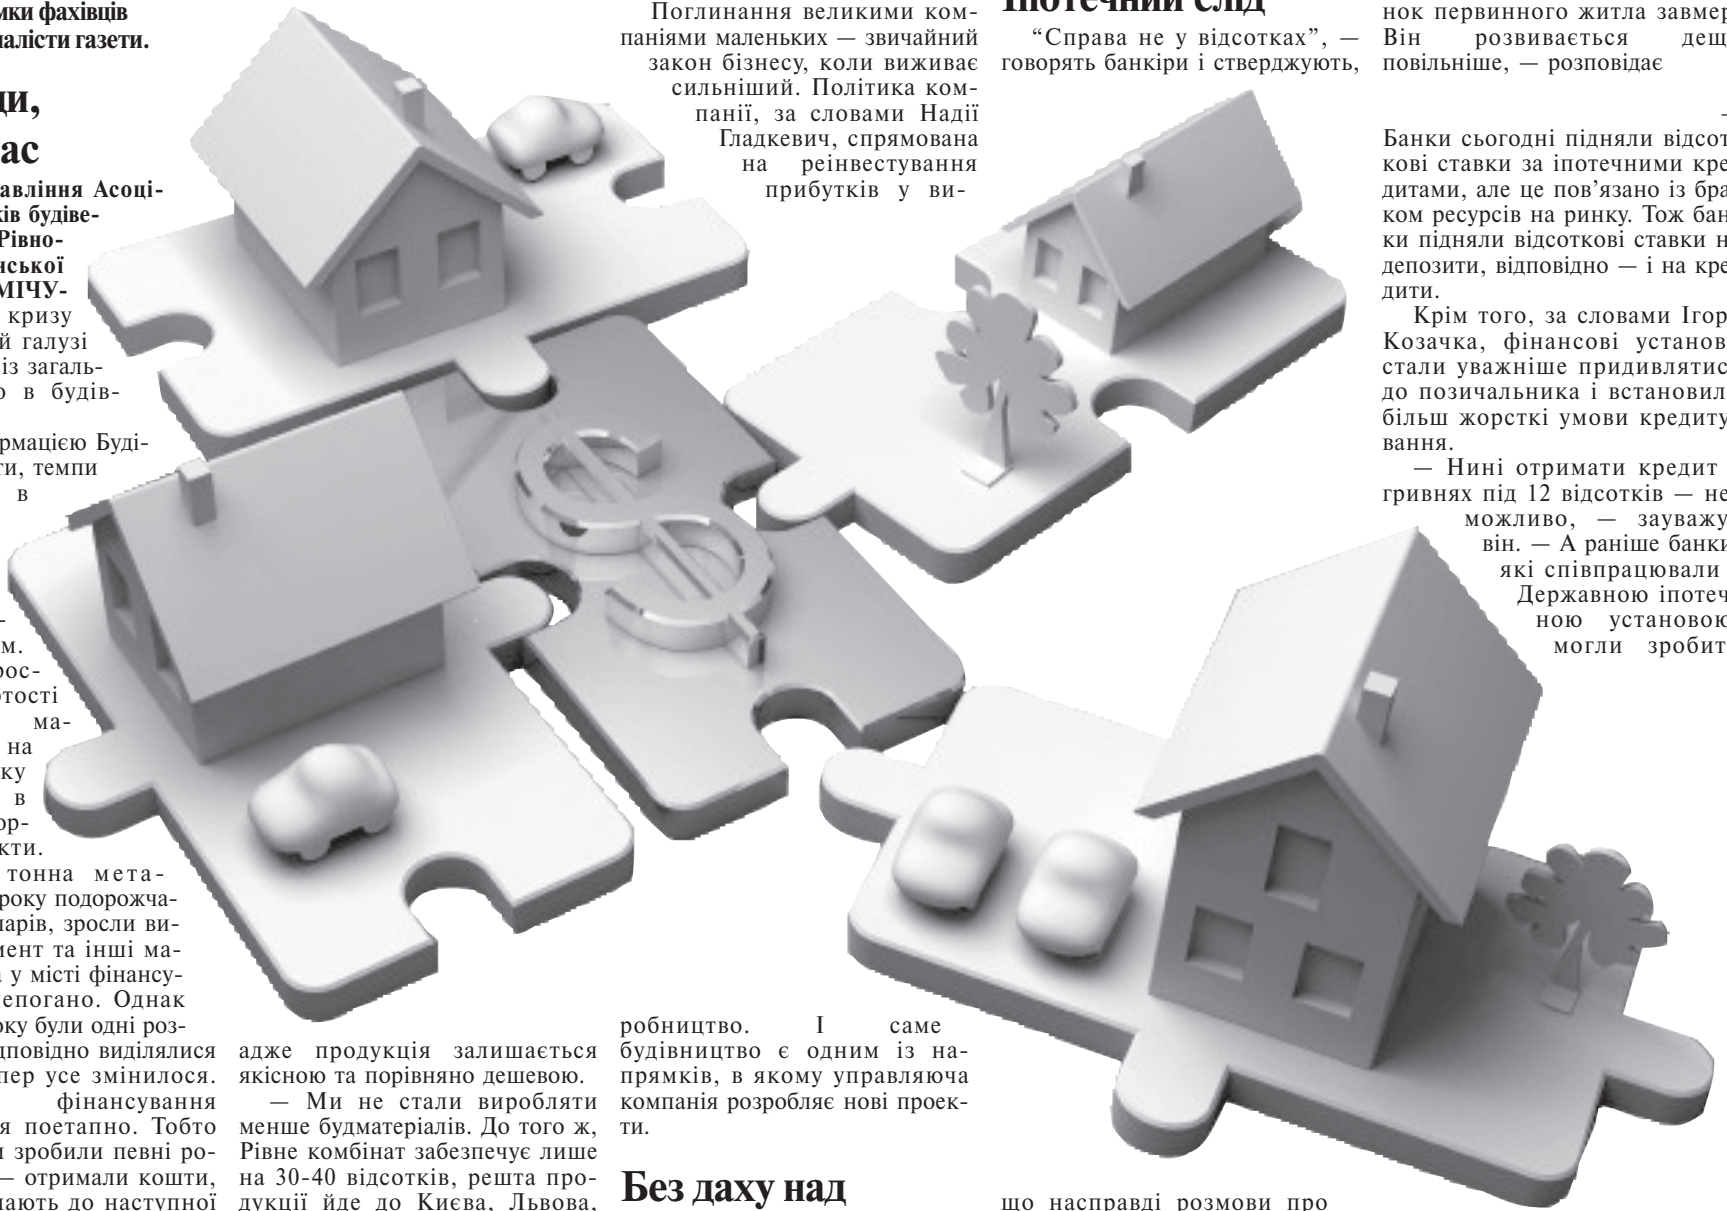 мки фахівців
налісти газети.
ди,
ас
авління Асоці-
ків будіве-
Рівно-
нської
МІЧУ-
кризу
й галузі
із загаль-
о в будів-
рмацією Буді-
ти, темпи
в
-
м.
рос-
тості
ма-
на
ку
в
ор-
кти.
тонна мета-
року подорожча-
ларів, зросли ви-
мент та інші ма-
а у місті фінансу-
непогано. Однак
оку були одні роз-
дповідно виділялися
пер усе змінилося.
фінансування
я поетапно. Тобто
и зробили певні ро-
— отримали кошти,
мають до наступної
адже продукція залишається
якісною та порівняно дешевою.
— Ми не стали виробляти
менше будматеріалів. До того ж,
Рівне комбінат забезпечує лише
на 30-40 відсотків, решта про-
дукції йде до Києва, Львова,
Поглинання великими ком-
паніями маленьких — звичайний
закон бізнесу, коли виживає
сильніший. Політика ком-
панії, за словами Надії
Гладкевич, спрямована
на реінвестування
прибутків у ви-
робництво. І саме
будівництво є одним із на-
прямків, в якому управляюча
компанія розробляє нові проек-
ти.
Без даху над
Іпотечний слід
“Справа не у відсотках”, —
говорять банкіри і стверджують,
що насправді розмови про
нок первинного житла завмер
Він розвивається дещ
повільніше, — розповідає
—
Банки сьогодні підняли відсот
кові ставки за іпотечними кре
дитами, але це пов’язано із бра
ком ресурсів на ринку. Тож бан
ки підняли відсоткові ставки н
депозити, відповідно — і на кре
дити.
Крім того, за словами Ігор
Козачка, фінансові установ
стали уважніше придивлятис
до позичальника і встановил
більш жорсткі умови кредиту
вання.
— Нині отримати кредит
гривнях під 12 відсотків — не
можливо, — зауважу
він. — А раніше банки
які співпрацювали
Державною іпотеч
ною установою
могли зробит